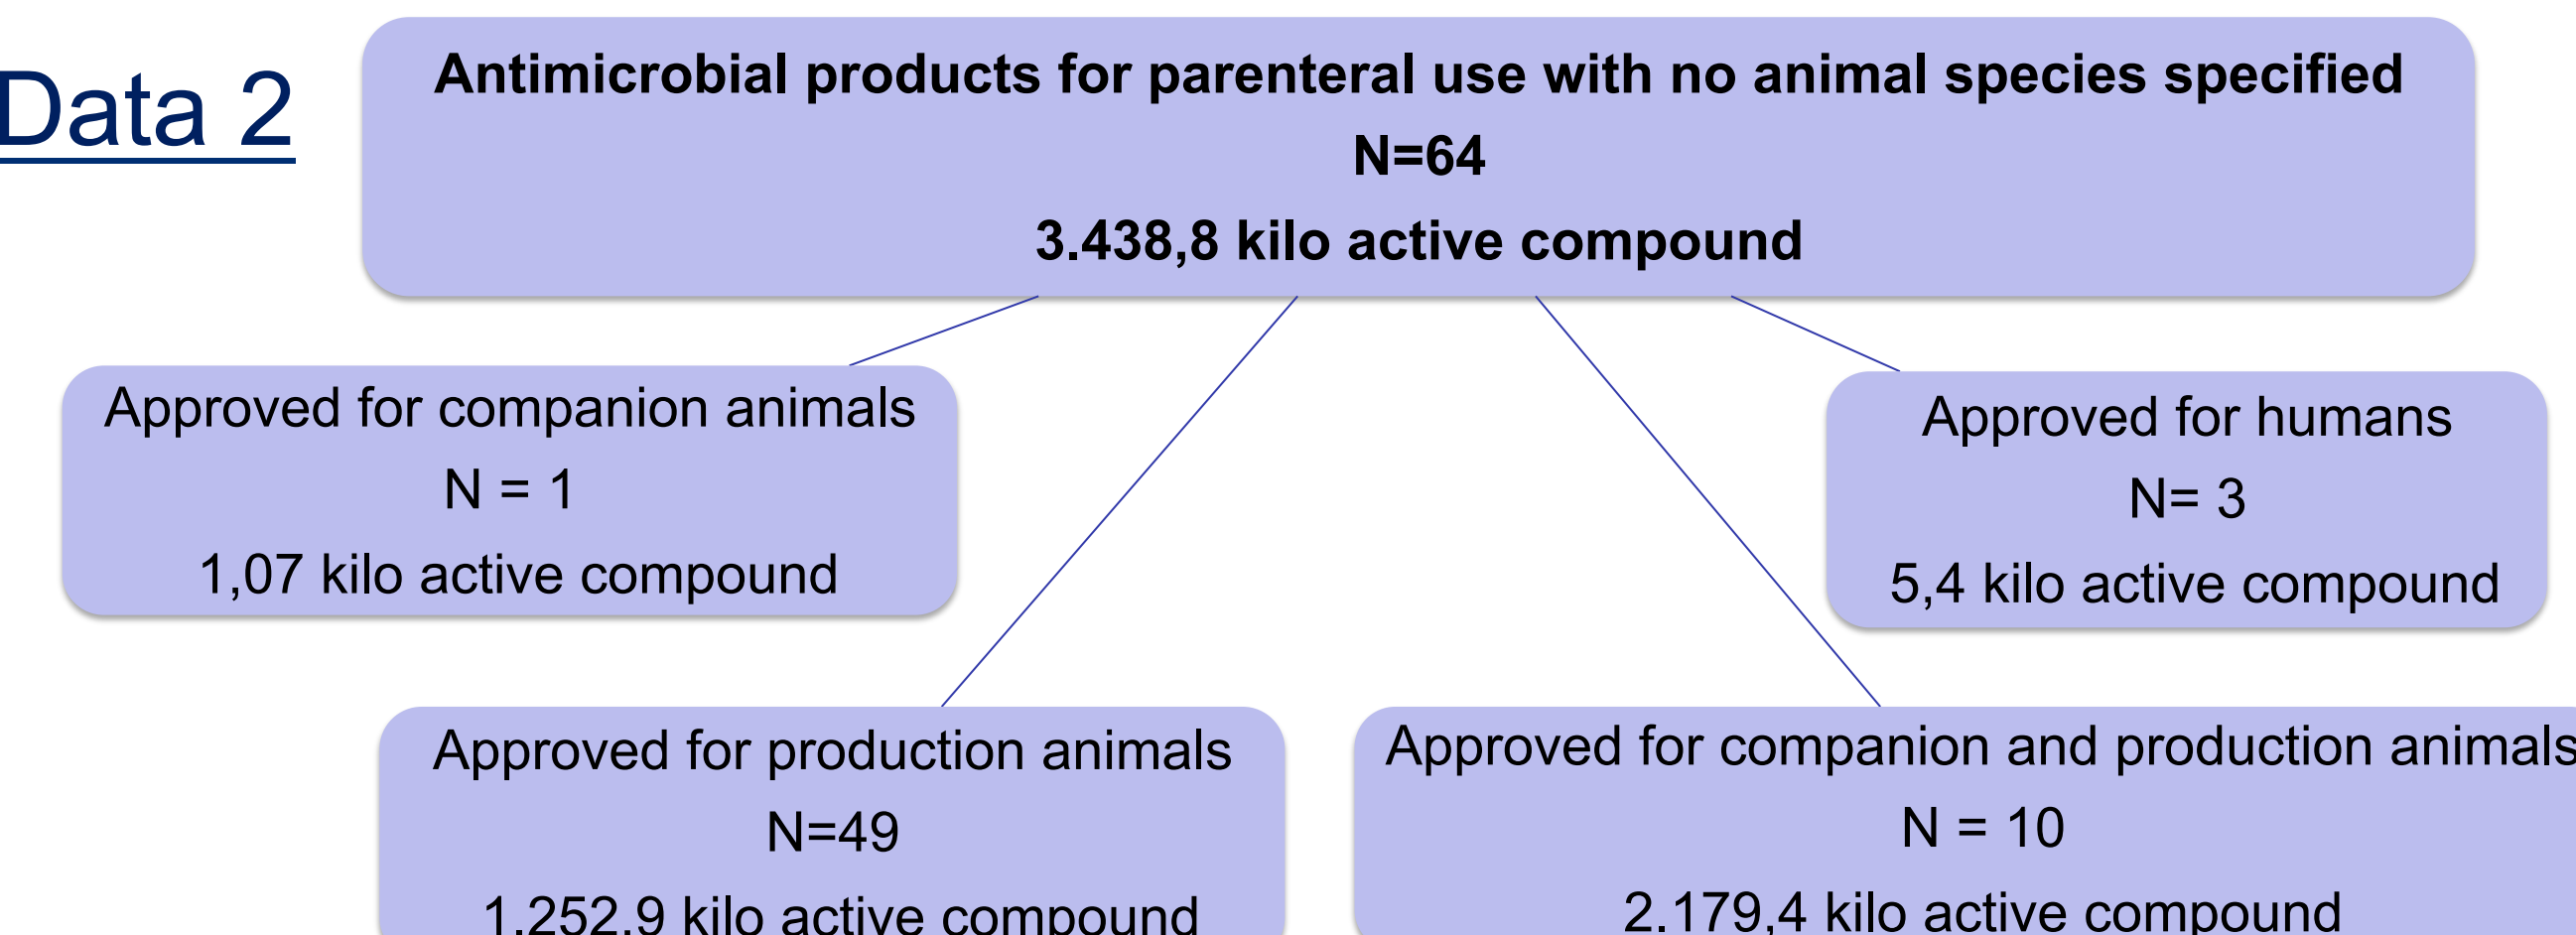 Data 2
Antimicrobial products for parenteral use with no animal species specified
N=64
3.438,8 kilo active compound
Approved for companion animals
N = 1
1,07 kilo active compound
Approved for humans
N= 3
5,4 kilo active compound
Approved for production animals
N=49
1.252,9 kilo active compound
Approved for companion and production animals
N = 10
2.179,4 kilo active compound